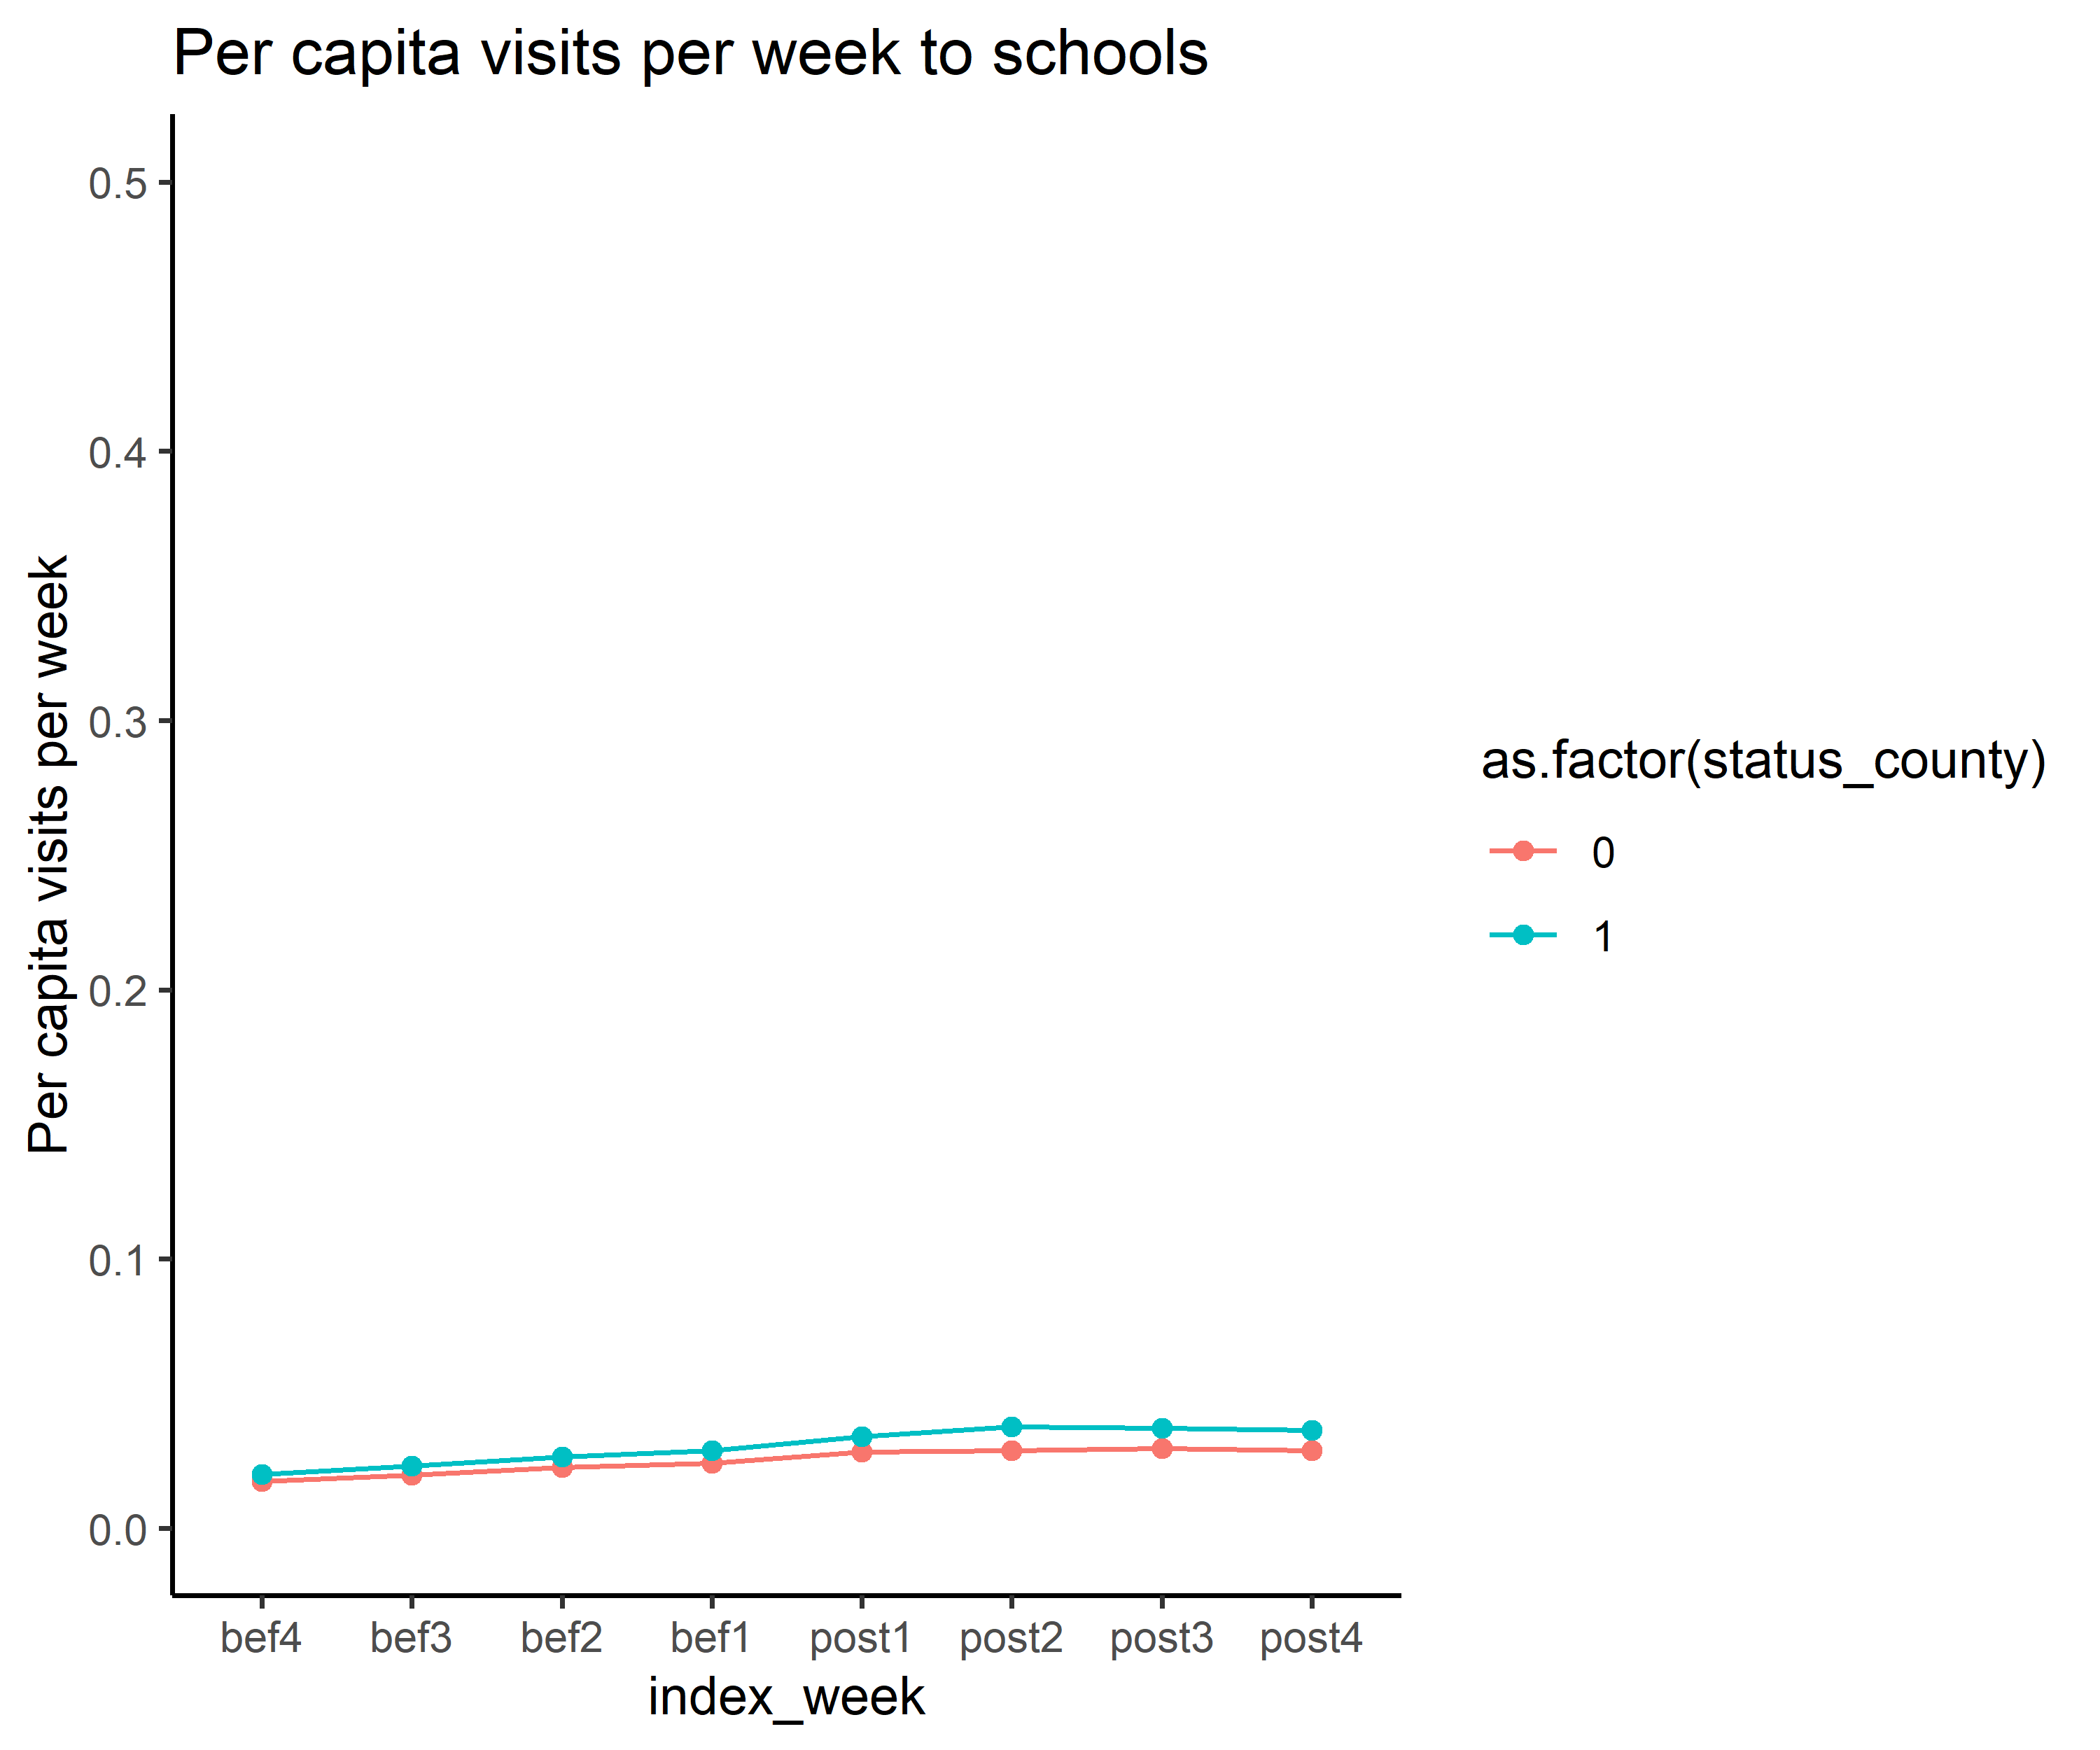 Per capita visits per week to schools
Per capita visits per week
0.5
0.4
0.3
0.2
0.1
0.0
bef4 bef3 bef2 bef1 post1 post2 post3 post4
index_week
as.factor(status_county)
0
1